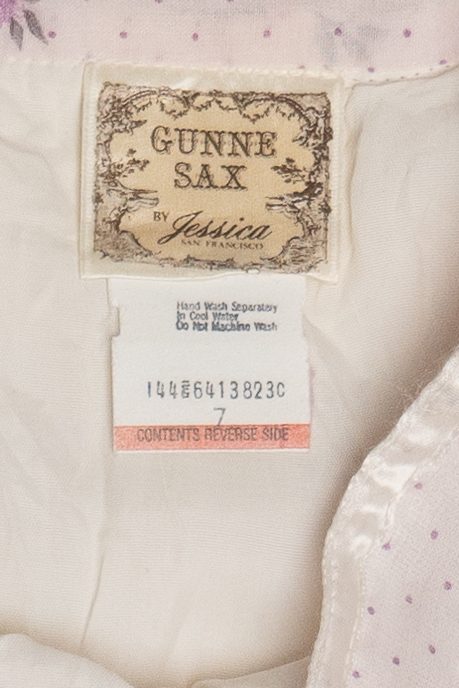 GUNNE
SAX
BY Jessica
SAN FRANCISCO
Hand Wash Separately
In Cool Water
Do Not Machine Wash
7
CONTENTS REVERSE SIDE